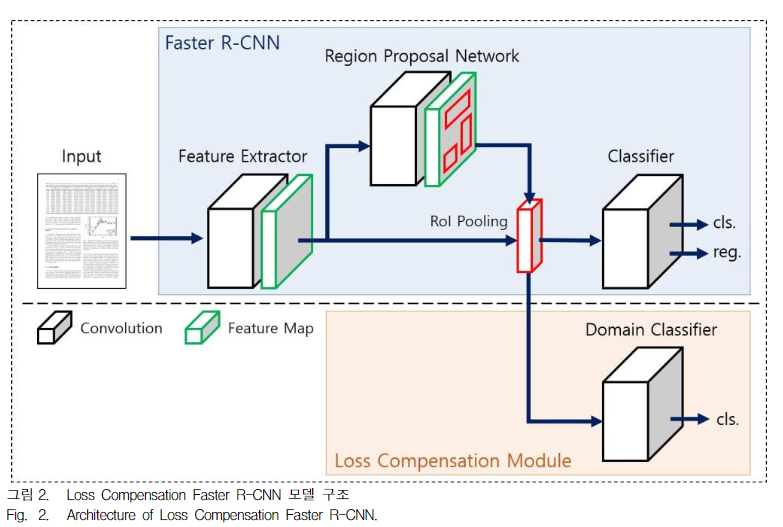 Faster R-CNN
Region Proposal Network
Input
Feature Extractor
Classifier
RoI Pooling
cls.
reg.
Convolution
Feature Map
Domain Classifier
cls.
Loss Compensation Module
그림 2. Loss Compensation Faster R-CNN 모델 구조
Fig. 2. Architecture of Loss Compensation Faster R-CNN.